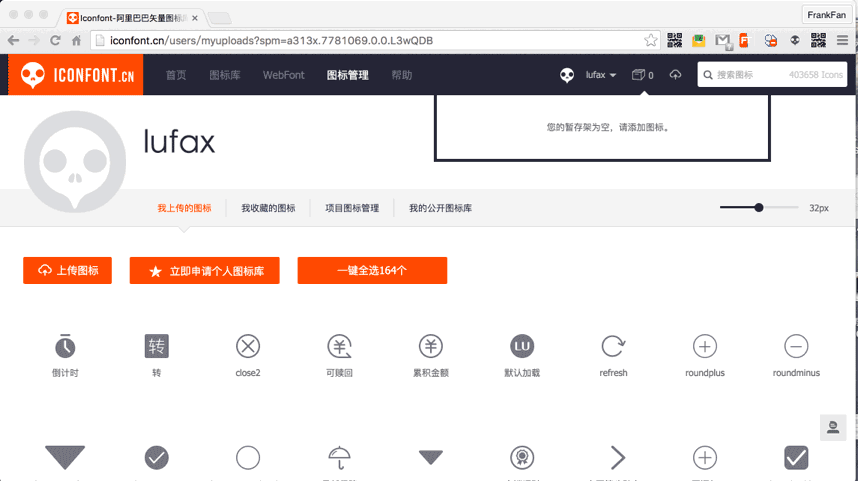 Iconfont-阿里巴巴矢量图标库
FrankFan
iconfont.cn/users/myuploads?spm=a313x.7781069.0.0.L3wQDB
ICONFONT.CN 首页 图标库 WebFont 图标管理 帮助 lufax 0 搜索图标 403658 Icons
您的暂存架为空，请添加图标。
lufax
我上传的图标 我收藏的图标 项目图标管理 我的公开图标库 32px
上传图标 立即申请个人图标库 一键全选164个
转 LU
倒计时 转 close2 可赎回 累积金额 默认加载 refresh roundplus roundminus